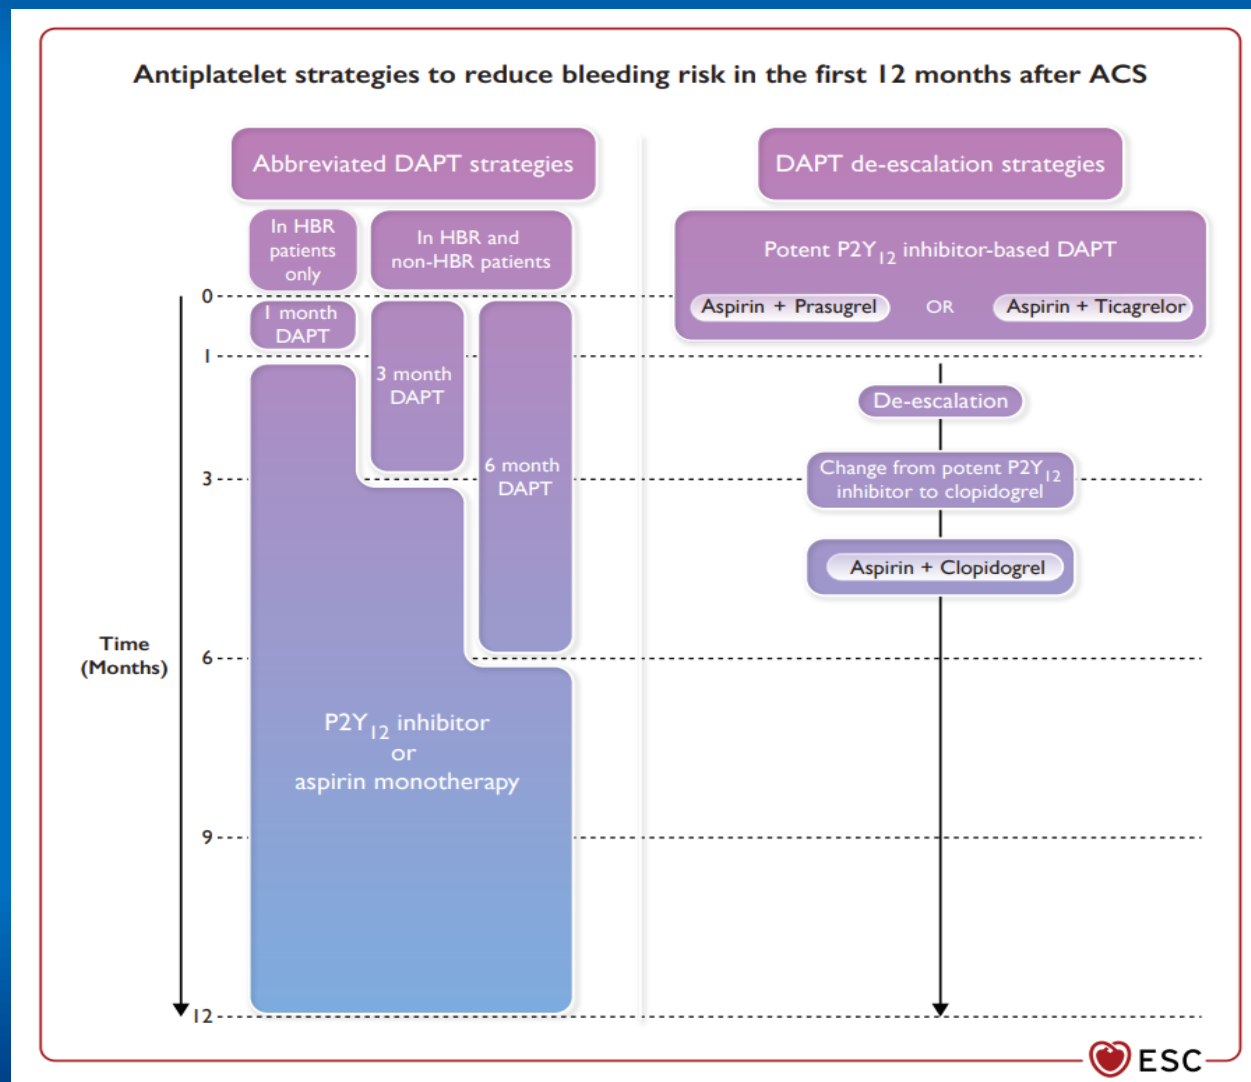 Antiplatelet strategies to reduce bleeding risk in the first 12 months after ACS
Abbreviated DAPT strategies
In HBR
patients
only
In HBR and
non-HBR patients
1 month
DAPT
3 month
DAPT
6 month
DAPT
P2Y12 inhibitor
or
aspirin monotherapy
Time
(Months)
0
1
3
6
9
12
DAPT de-escalation strategies
Potent P2Y12 inhibitor-based DAPT
Aspirin + Prasugrel OR Aspirin + Ticagrelor
De-escalation
Change from potent P2Y12
inhibitor to clopidogrel
Aspirin + Clopidogrel
ESC